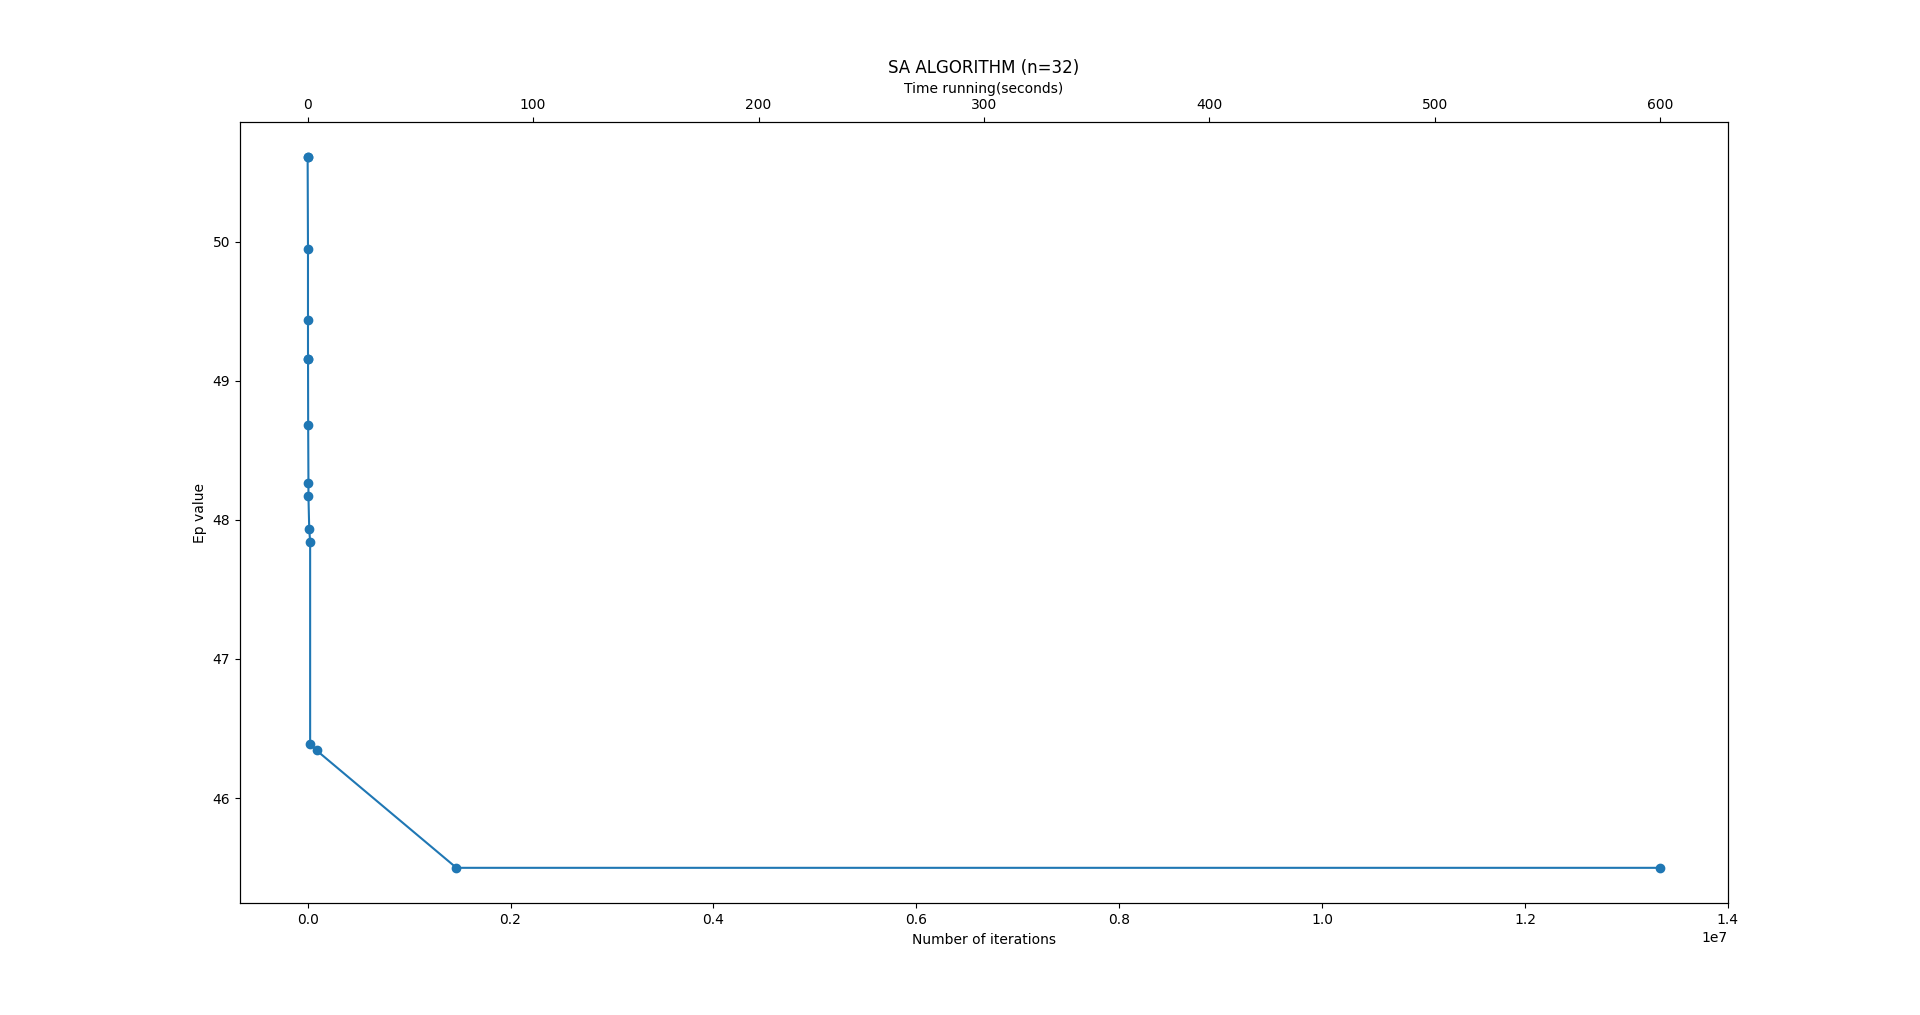 SA ALGORITHM (n=32)
Time running(seconds)
0 100 200 300 400 500 600
50
49
48
47
46
Ep value
0.0 0.2 0.4 0.6 0.8 1.0 1.2 1.4
1e7
Number of iterations